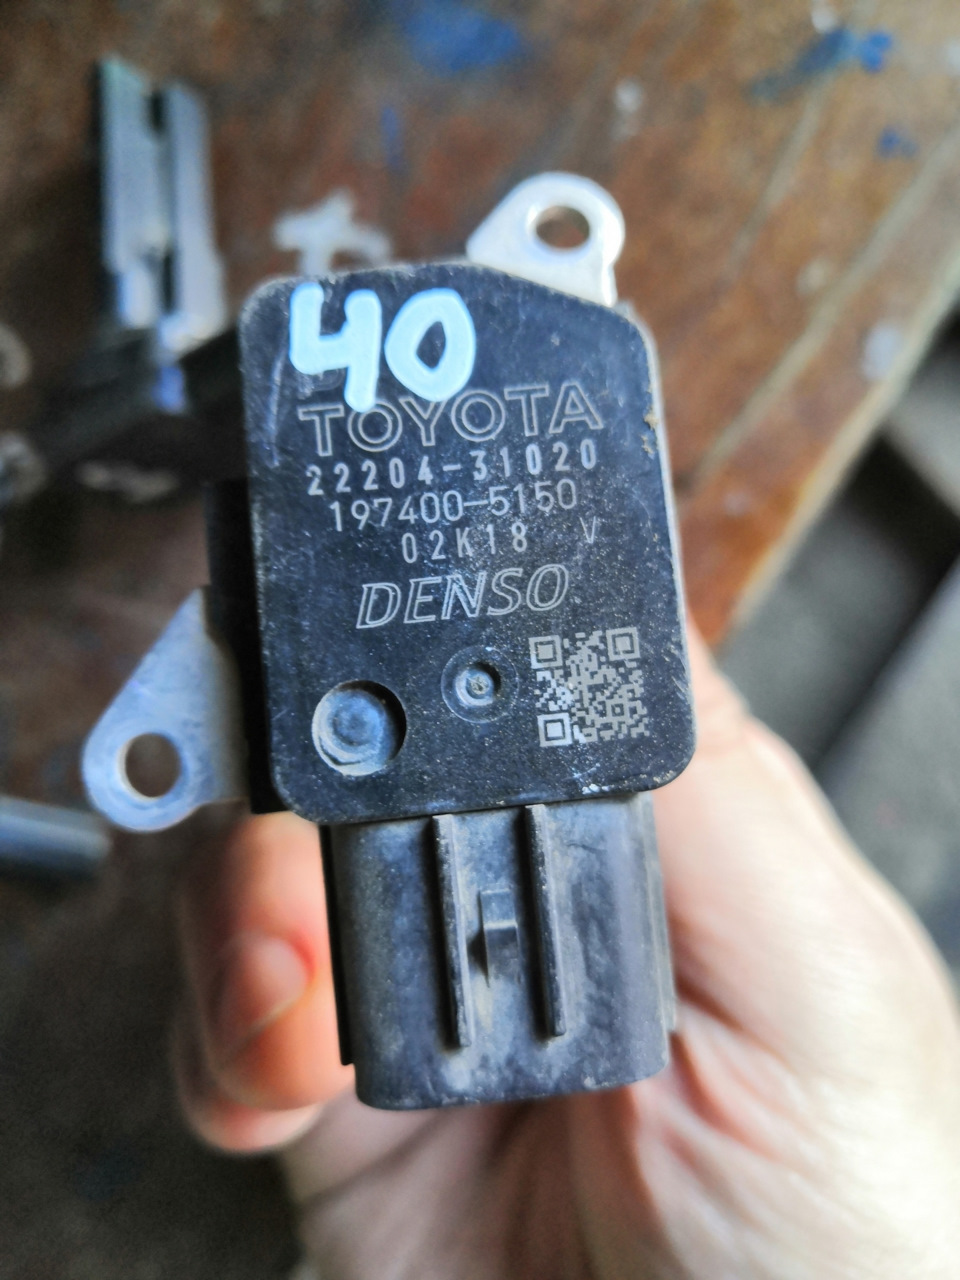 40
TOYOTA
22204-31020
197400-5150
02K18 V
DENSO